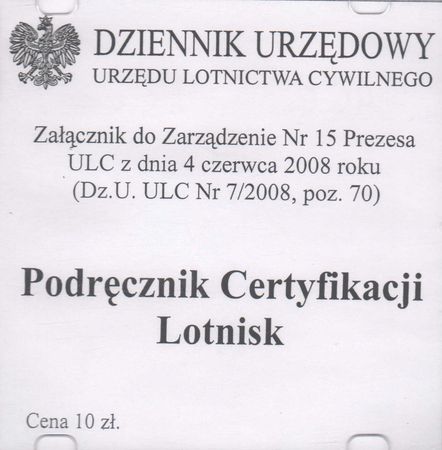 DZIENNIK URZĘDOWY
URZĘDU LOTNICTWA CYWILNEGO
Załącznik do Zarządzenie Nr 15 Prezesa
ULC z dnia 4 czerwca 2008 roku
(Dz.U. ULC Nr 7/2008, poz. 70)
Podręcznik Certyfikacji
Lotnisk
Cena 10 zł.